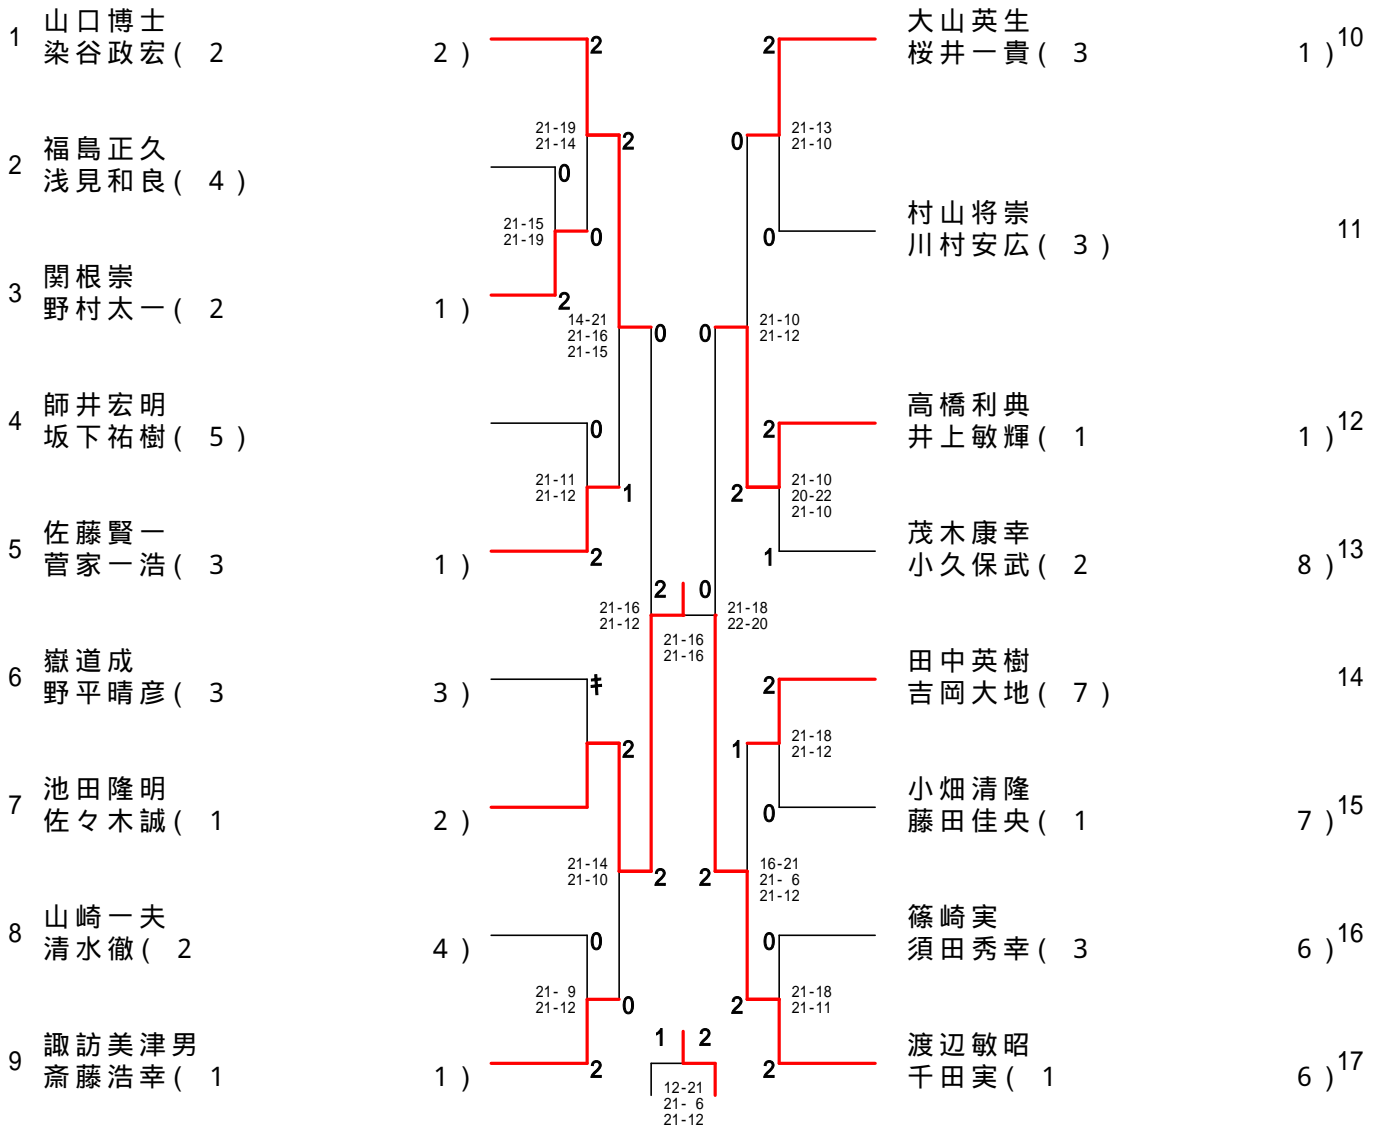 1 山口博士
染谷政宏( 2 2 )
2 福島正久
浅見和良( 4 )
3 関根崇
野村太一( 2 1 )
4 師井宏明
坂下祐樹( 5 )
5 佐藤賢一
菅家一浩( 3 1 )
6 嶽道成
野平晴彦( 3 3 )
7 池田隆明
佐々木誠( 1 2 )
8 山崎一夫
清水徹( 2 4 )
9 諏訪美津男
斎藤浩幸( 1 1 )
2
21-19
21-14
2
0
21-15
21-19
0
2
14-21
21-16
21-15
0
0
21-11
21-12
1
2
21-16
21-12
2 0
21-16
21-16
キ
2
21-14
21-10
2
0
21- 9
21-12
0
2
1 2
12-21
21- 6
21-12
2
0
21-13
21-10
0
0
21-10
21-12
2
2
21-10
20-22
21-10
1
21-18
22-20
2
1
21-18
21-12
0
2
16-21
21- 6
21-12
0
2
21-18
21-11
2
大山英生
桜井一貴( 3 1 ) 10
村山将崇
川村安広( 3 ) 11
高橋利典
井上敏輝( 1 1 ) 12
茂木康幸
小久保武( 2 8 ) 13
田中英樹
吉岡大地( 7 ) 14
小畑清隆
藤田佳央( 1 7 ) 15
篠崎実
須田秀幸( 3 6 ) 16
渡辺敏昭
千田実( 1 6 ) 17